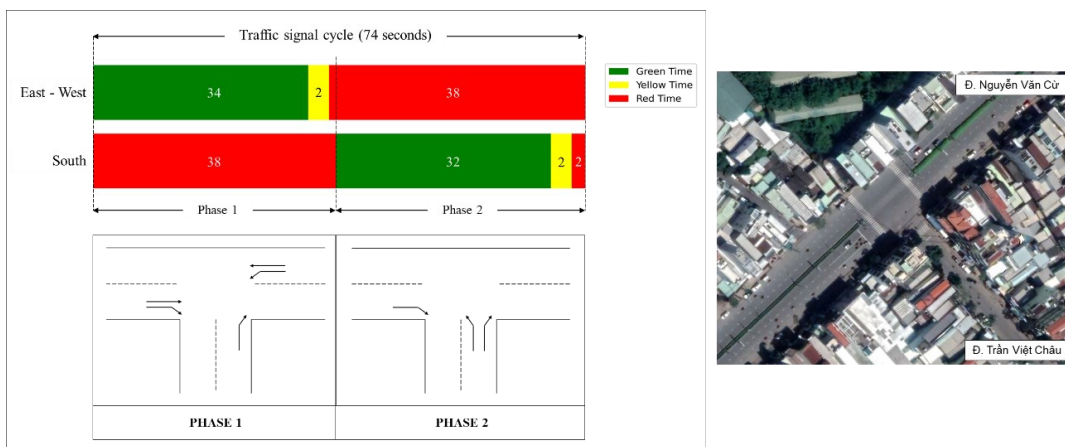 Traffic signal cycle (74 seconds)
East - West
34
2
38
Green Time
Yellow Time
Red Time
South
38
32
2
2
Phase 1
Phase 2
PHASE 1
PHASE 2
Đ. Nguyễn Văn Cừ
Đ. Trần Việt Châu